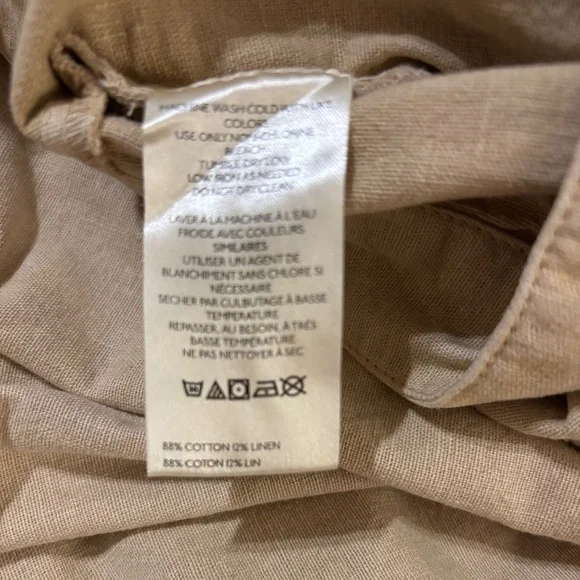 MACHINE WASH COLD WITH LIKE
COLORS
USE ONLY NON-CHLORINE
BLEACH
TUMBLE DRY LOW
LOW IRON AS NEEDED
DO NOT DRY CLEAN
LAVER À LA MACHINE À L'EAU
FROIDE AVEC COULEURS
SIMILAIRES
UTILISER UN AGENT DE
BLANCHIMENT SANS CHLORE SI
NÉCESSAIRE
SECHER PAR CULBUTAGE À BASSE
TEMPÉRATURE
REPASSER, AU BESOIN, À TRÈS
BASSE TEMPÉRATURE
NE PAS NETTOYER À SEC
88% COTTON 12% LINEN
88% COTON 12% LIN